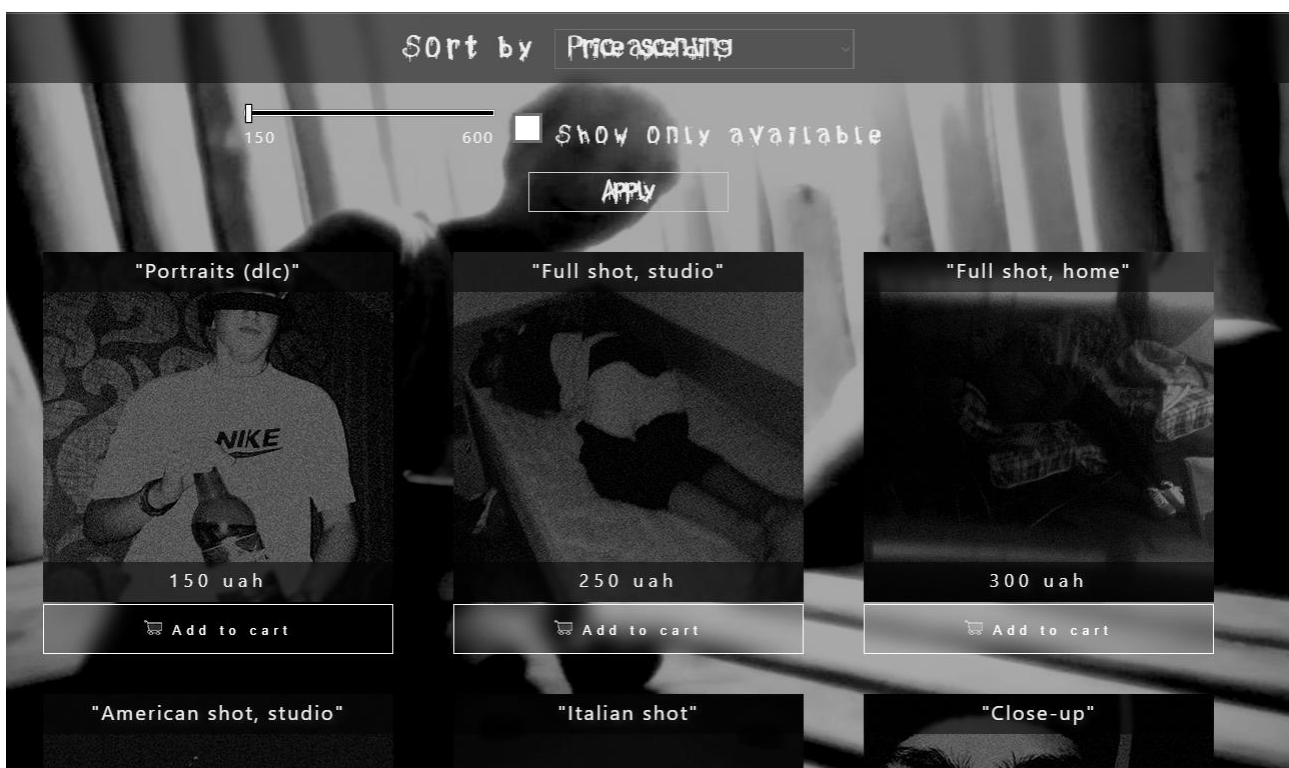 Sort by Price ascending
150 600
Show only available
Apply
"Portraits (dlc)" "Full shot, studio" "Full shot, home"
NIKE
150 uah 250 uah 300 uah
Add to cart Add to cart Add to cart
"American shot, studio" "Italian shot" "Close-up"